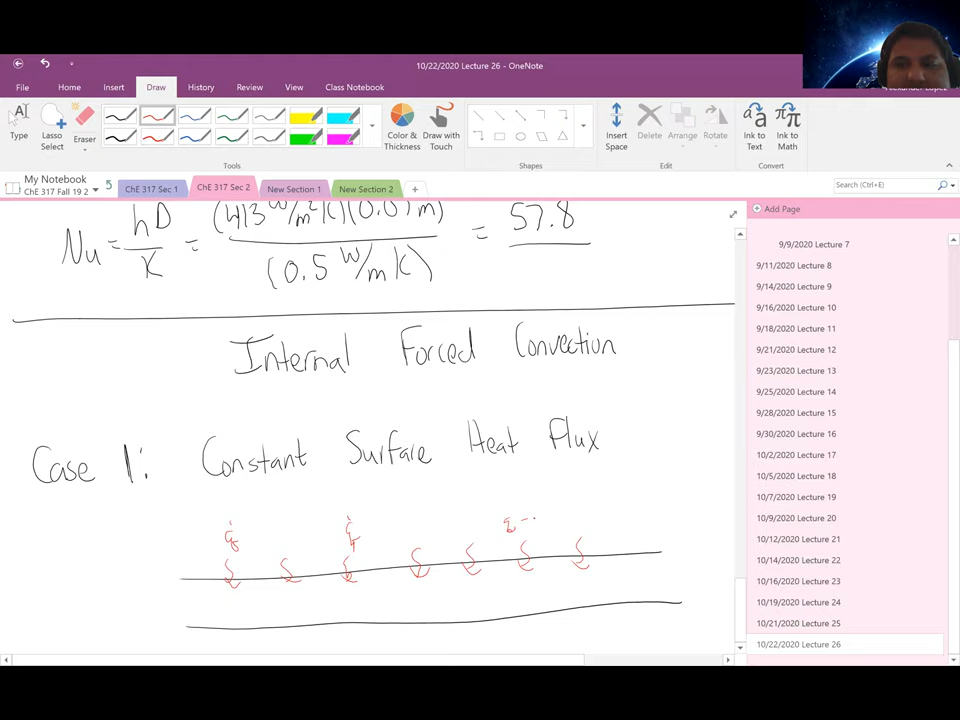 10/22/2020 Lecture 26 - OneNote
File Home Insert Draw History Review View Class Notebook
Type Lasso Select Eraser Color & Thickness Draw with Touch Insert Space Delete Arrange Rotate Ink to Text Ink to Math
Tools Shapes Edit Convert
My Notebook
ChE 317 Fall 19 2
ChE 317 Sec 1 ChE 317 Sec 2 New Section 1 New Section 2 +
Search (Ctrl+E)
Add Page
9/9/2020 Lecture 7
9/11/2020 Lecture 8
9/14/2020 Lecture 9
9/16/2020 Lecture 10
9/18/2020 Lecture 11
9/21/2020 Lecture 12
9/23/2020 Lecture 13
9/25/2020 Lecture 14
9/28/2020 Lecture 15
9/30/2020 Lecture 16
10/2/2020 Lecture 17
10/5/2020 Lecture 18
10/7/2020 Lecture 19
10/9/2020 Lecture 20
10/12/2020 Lecture 21
10/14/2020 Lecture 22
10/16/2020 Lecture 23
10/19/2020 Lecture 24
10/21/2020 Lecture 25
10/22/2020 Lecture 26
Nu = hD/K = (413 W/m²K)(0.07 m) / (0.5 W/mK) = 57.8
Internal Forced Convection
Case 1: Constant Surface Heat Flux
q̇ q̇